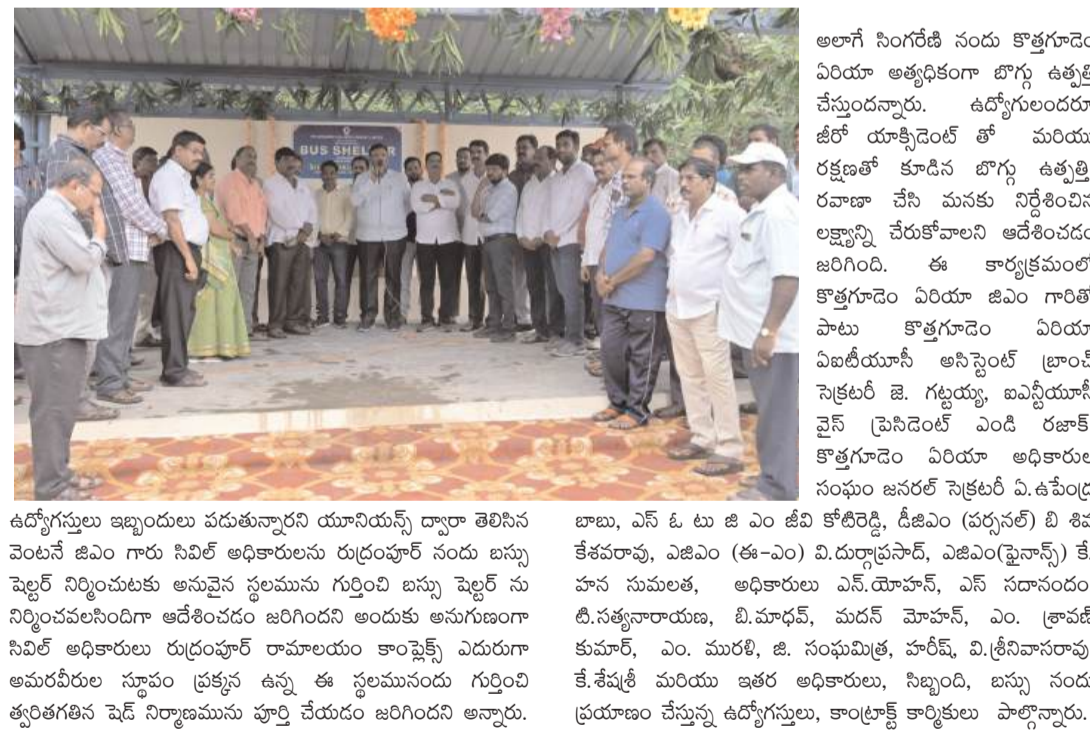 BUS SHELTER
ఉద్యోగస్తులు ఇబ్బందులు పడుతున్నారని యూనియన్స్ ద్వారా తెలిసిన
వెంటనే జిఎం గారు సివిల్ అధికారులను రుద్రంపూర్ నందు బస్సు
షెల్టర్ నిర్మించుటకు అనువైన స్థలమును గుర్తించి బస్సు షెల్టర్ ను
నిర్మించవలసిందిగా ఆదేశించడం జరిగిందని అందుకు అనుగుణంగా
సివిల్ అధికారులు రుద్రంపూర్ రామాలయం కాంప్లెక్స్ ఎదురుగా
అమరవీరుల స్థూపం ప్రక్కన ఉన్న ఈ స్థలమునందు గుర్తించి
త్వరితగతిన షెడ్ నిర్మాణమును పూర్తి చేయడం జరిగిందని అన్నారు.
అలాగే సింగరేణి నందు కొత్తగూడెం
ఏరియా అత్యధికంగా బొగ్గు ఉత్పత్తి
చేస్తుందన్నారు. ఉద్యోగులందరూ
జీరో యాక్సిడెంట్ తో మరియు
రక్షణతో కూడిన బొగ్గు ఉత్పత్తి,
రవాణా చేసి మనకు నిర్దేశించిన
లక్ష్యాన్ని చేరుకోవాలని ఆదేశించడం
జరిగింది. ఈ కార్యక్రమంలో
కొత్తగూడెం ఏరియా జిఎం గారితో
పాటు కొత్తగూడెం ఏరియా
ఏఐటీయూసీ అసిస్టెంట్ బ్రాంచ్
సెక్రటరీ జె. గట్టయ్య, ఐఎన్టీయూసీ
వైస్ ప్రెసిడెంట్ ఎండి రజాక్
కొత్తగూడెం ఏరియా అధికారుల
సంఘం జనరల్ సెక్రటరీ ఏ.ఉపేంద్ర
బాబు, ఎస్ ఓ టు జి ఎం జీవి కోటిరెడ్డి, డీజిఎం (పర్సనల్) బి శివ
కేశవరావు, ఎజిఎం (ఈ-ఎం) వి.దుర్గాప్రసాద్, ఎజిఎం(ఫైనాన్స్) కే.
హన సుమలత, అధికారులు ఎన్.యోహన్, ఎస్ సదానందం,
టి.సత్యనారాయణ, బి.మాధవ్, మదన్ మోహన్, ఎం. శ్రావణ్
కుమార్, ఎం. మురళి, జి. సంఘమిత్ర, హరీష్, వి.శ్రీనివాసరావు,
కే.శేషశ్రీ మరియు ఇతర అధికారులు, సిబ్బంది, బస్సు నందు
ప్రయాణం చేస్తున్న ఉద్యోగస్తులు, కాంట్రాక్ట్ కార్మికులు పాల్గొన్నారు.